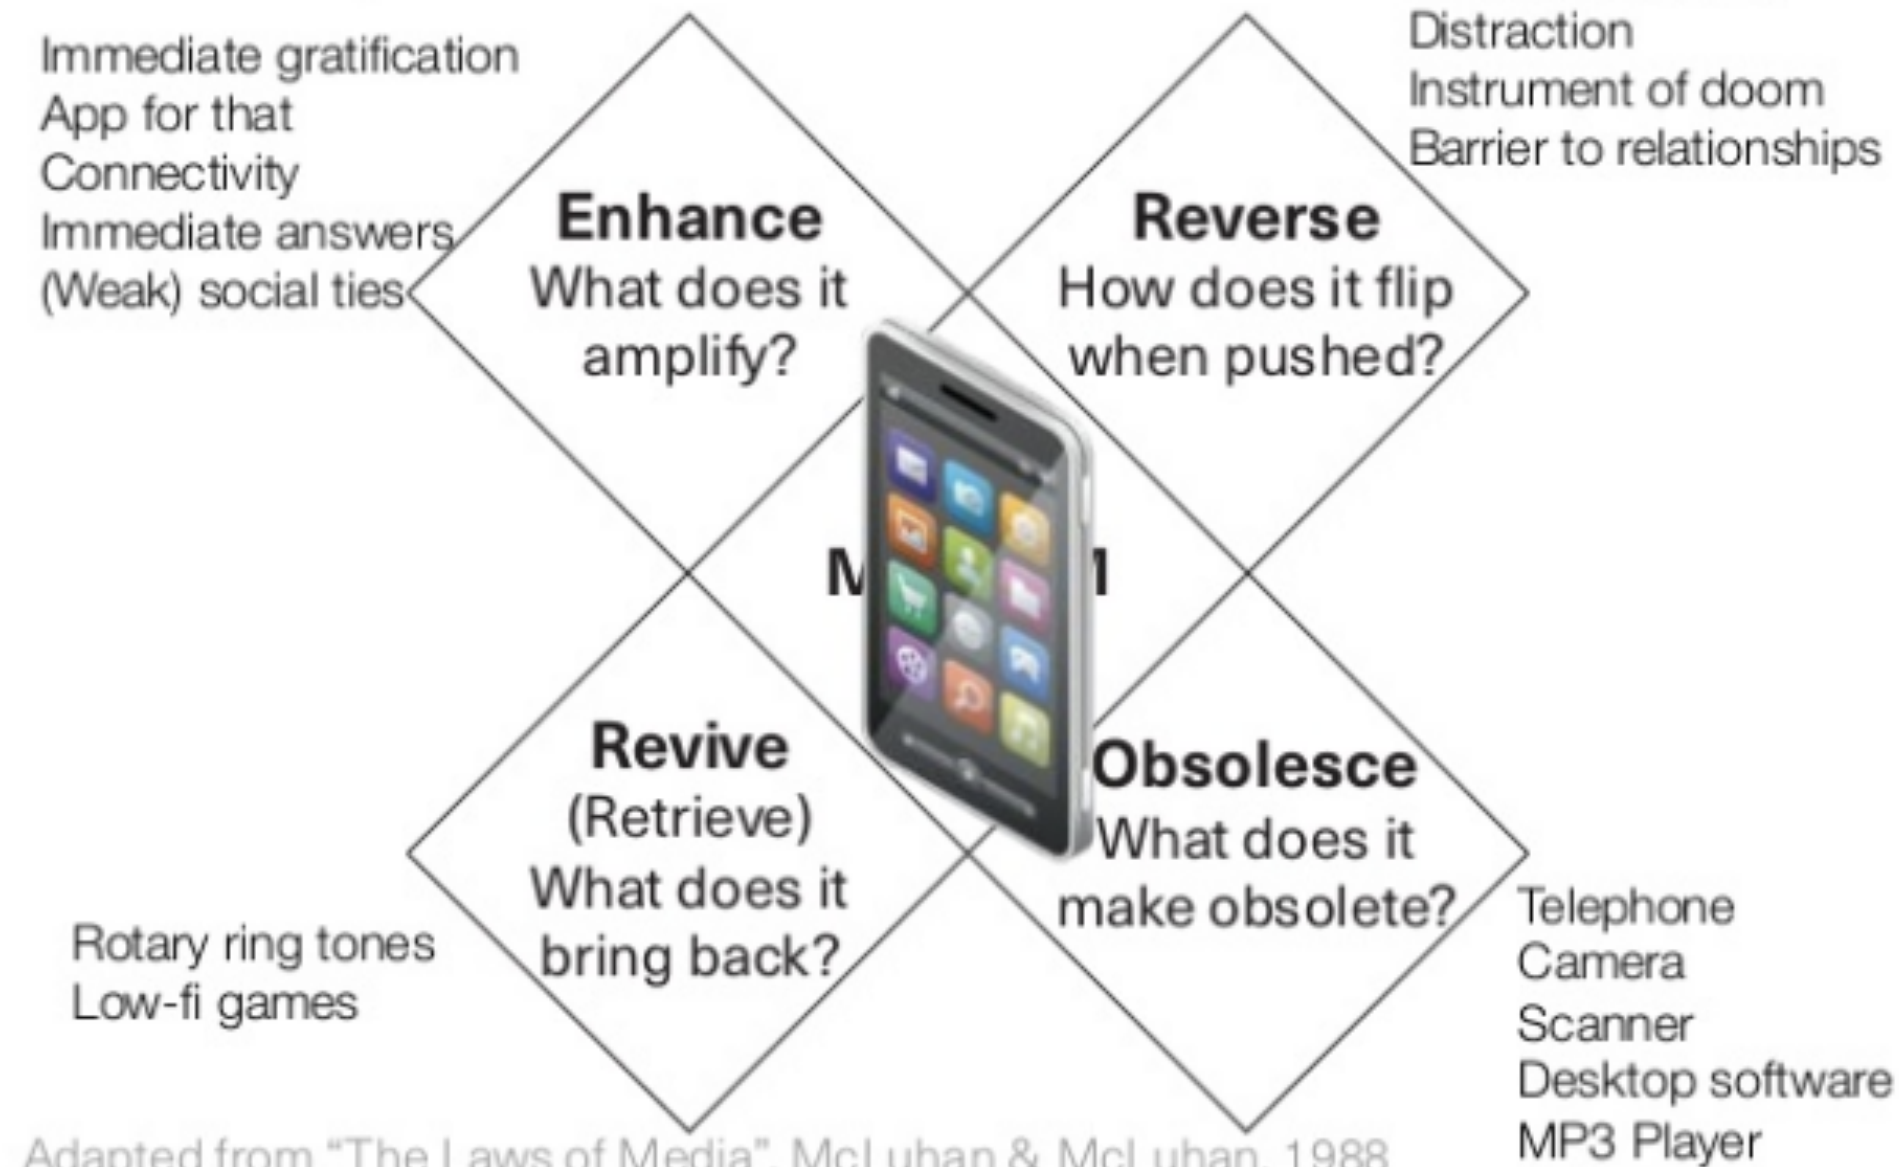 Immediate gratification
App for that
Connectivity
Immediate answers
(Weak) social ties
Enhance
What does it
amplify?
Distraction
Instrument of doom
Barrier to relationships
Reverse
How does it flip
when pushed?
Revive
(Retrieve)
What does it
bring back?
Rotary ring tones
Low-fi games
Obsolesce
What does it
make obsolete?
Telephone
Camera
Scanner
Desktop software
MP3 Player
Adapted from “The Laws of Media”, McLuhan & McLuhan, 1988